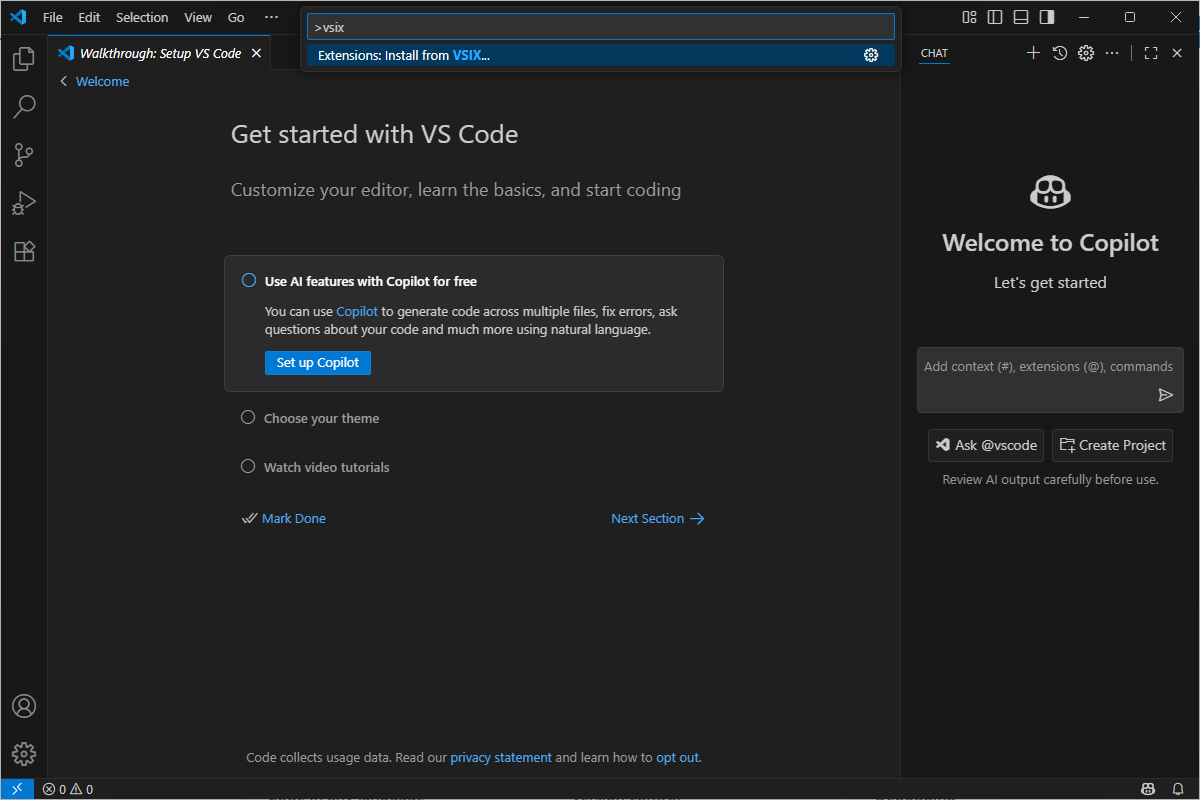 File Edit Selection View Go ···
>vsix
Extensions: Install from VSIX...
Walkthrough: Setup VS Code
Welcome
Get started with VS Code
Customize your editor, learn the basics, and start coding
Use AI features with Copilot for free
You can use Copilot to generate code across multiple files, fix errors, ask
questions about your code and much more using natural language.
Set up Copilot
Choose your theme
Watch video tutorials
Mark Done
Next Section
Code collects usage data. Read our privacy statement and learn how to opt out.
CHAT
Welcome to Copilot
Let's get started
Add context (#), extensions (@), commands
Ask @vscode
Create Project
Review AI output carefully before use.
0 0